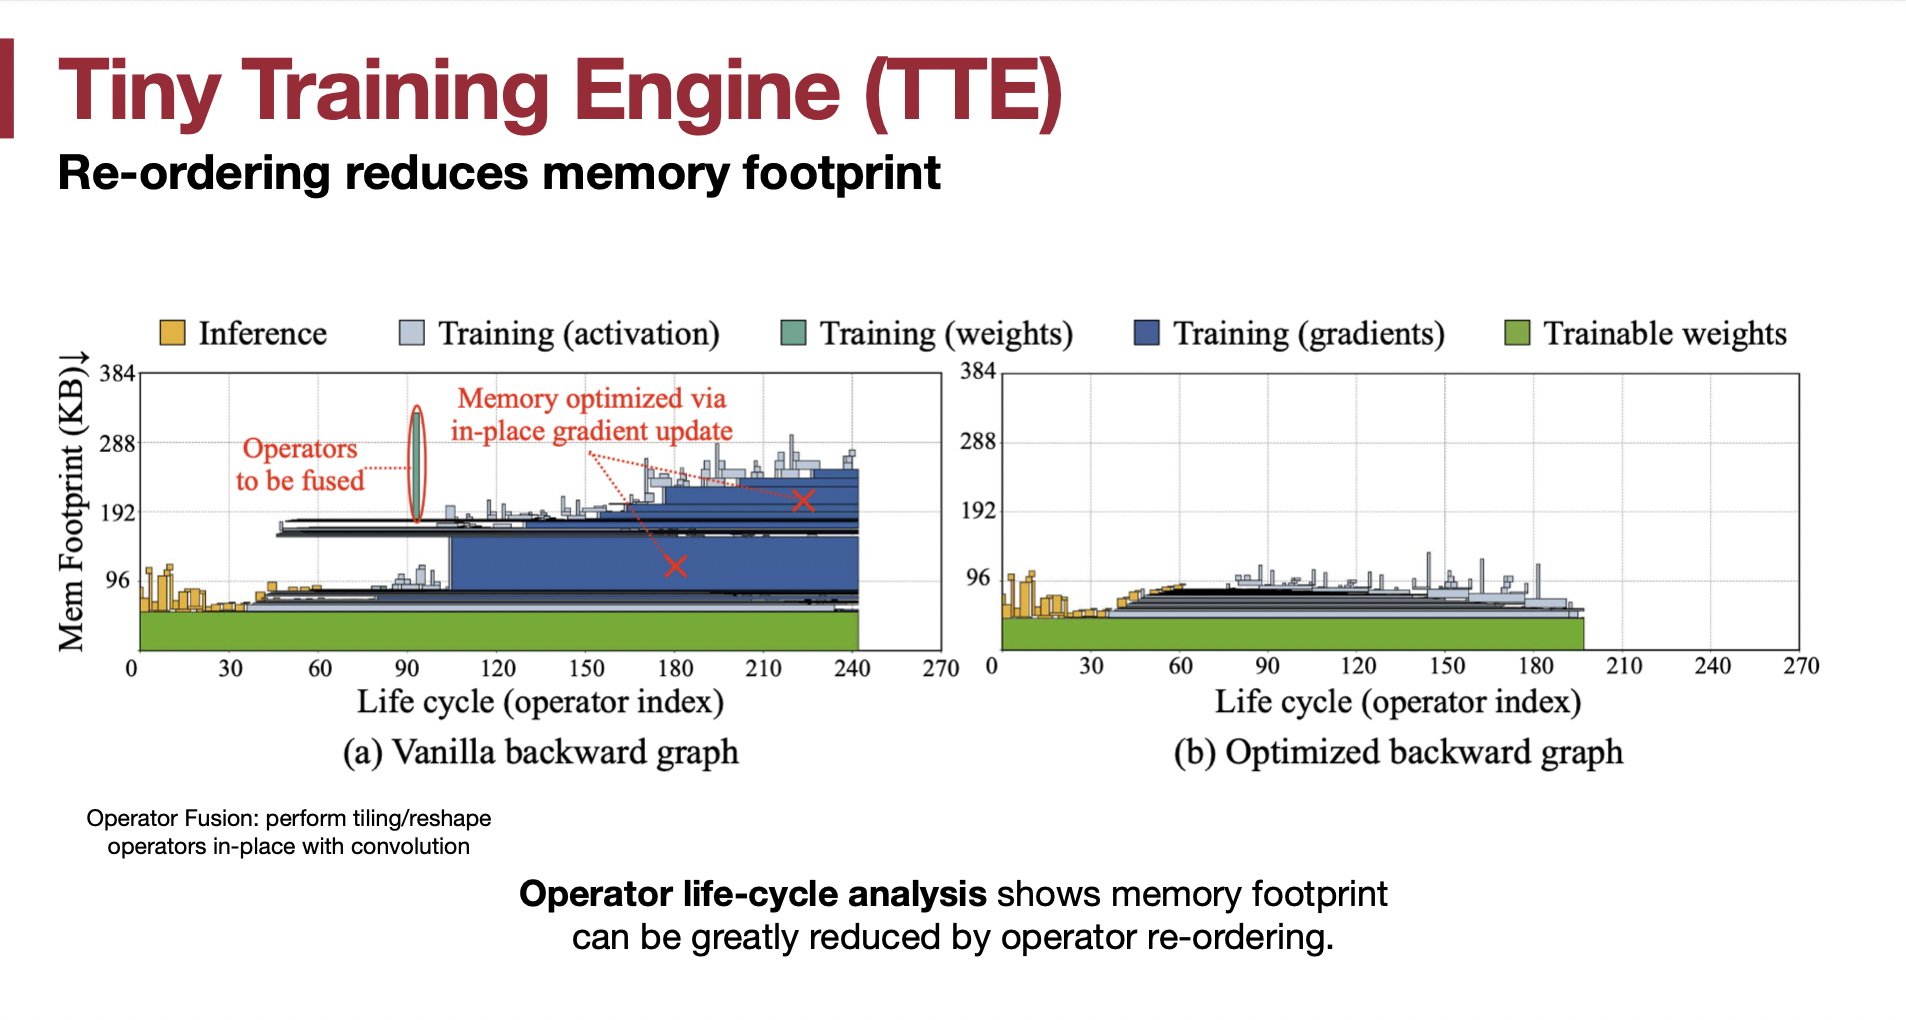 Tiny Training Engine (TTE)
Re-ordering reduces memory footprint
Inference
Training (activation)
Training (weights)
Training (gradients)
Trainable weights
Mem Footprint (KB)↓
384
288
192
96
0
30
60
90
120
150
180
210
240
270
Operators
to be fused
Memory optimized via
in-place gradient update
Life cycle (operator index)
(a) Vanilla backward graph
384
288
192
96
0
30
60
90
120
150
180
210
240
270
Life cycle (operator index)
(b) Optimized backward graph
Operator Fusion: perform tiling/reshape
operators in-place with convolution
Operator life-cycle analysis shows memory footprint
can be greatly reduced by operator re-ordering.